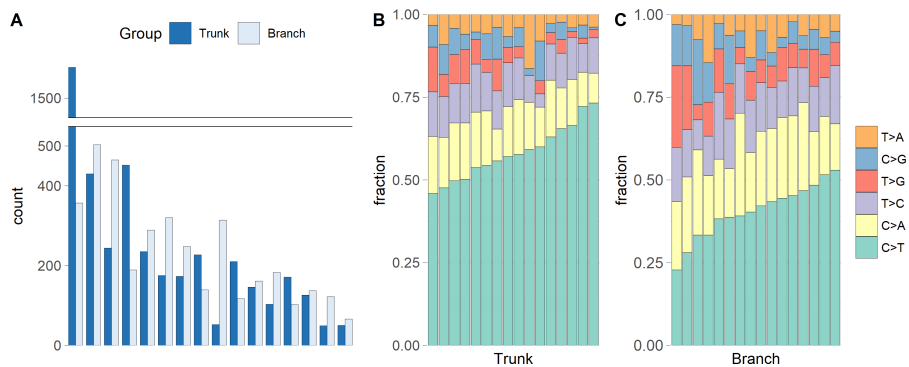 A
Group
Trunk
Branch
1500
500
400
200
0
count
B
1.00
0.75
0.50
0.25
0.00
fraction
Trunk
C
1.00
0.75
0.50
0.25
0.00
fraction
Branch
T>A
C>G
T>G
T>C
C>A
C>T